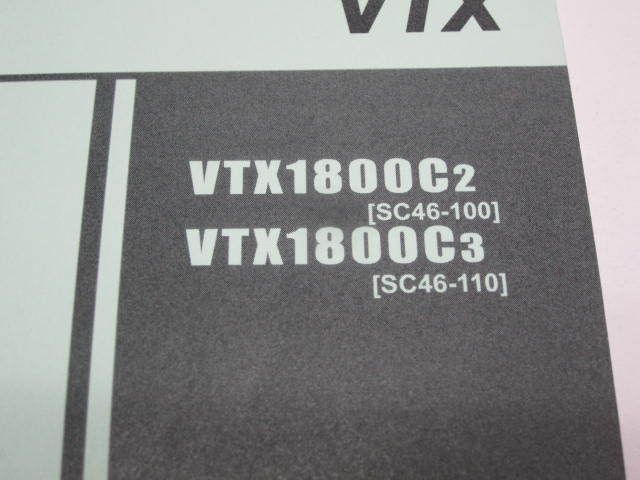 VTX
VTX1800C2
[SC46-100]
VTX1800C3
[SC46-110]